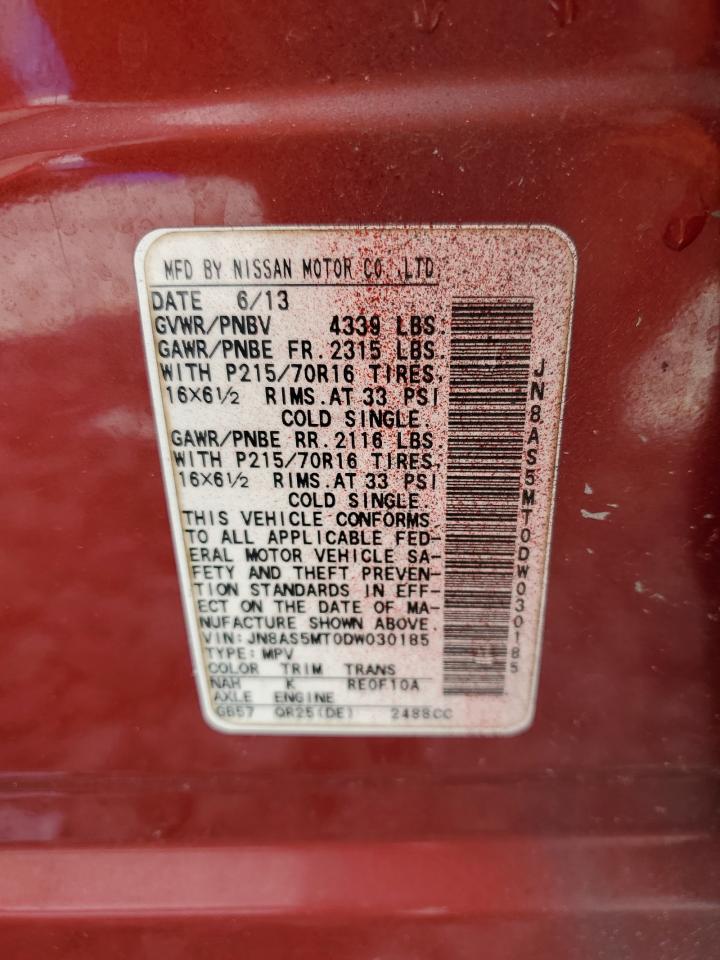 MFD BY NISSAN MOTOR CO.,LTD.
DATE 6/13
GVWR/PNBV 4339 LBS.
GAWR/PNBE FR.2315 LBS.
WITH P215/70R16 TIRES,
16×6½ RIMS.AT 33 PSI
COLD SINGLE.
GAWR/PNBE RR.2116 LBS.
WITH P215/70R16 TIRES,
16×6½ RIMS.AT 33 PSI
COLD SINGLE.
THIS VEHICLE CONFORMS
TO ALL APPLICABLE FED-
ERAL MOTOR VEHICLE SA-
FETY AND THEFT PREVEN-
TION STANDARDS IN EFF-
ECT ON THE DATE OF MA-
NUFACTURE SHOWN ABOVE.
VIN:JN8AS5MT0DW030185
TYPE:MPV
COLOR TRIM TRANS
NAH K RE0F10A
AXLE ENGINE
GB57 QR25(DE) 2488CC
JN8AS5MT0DW030185